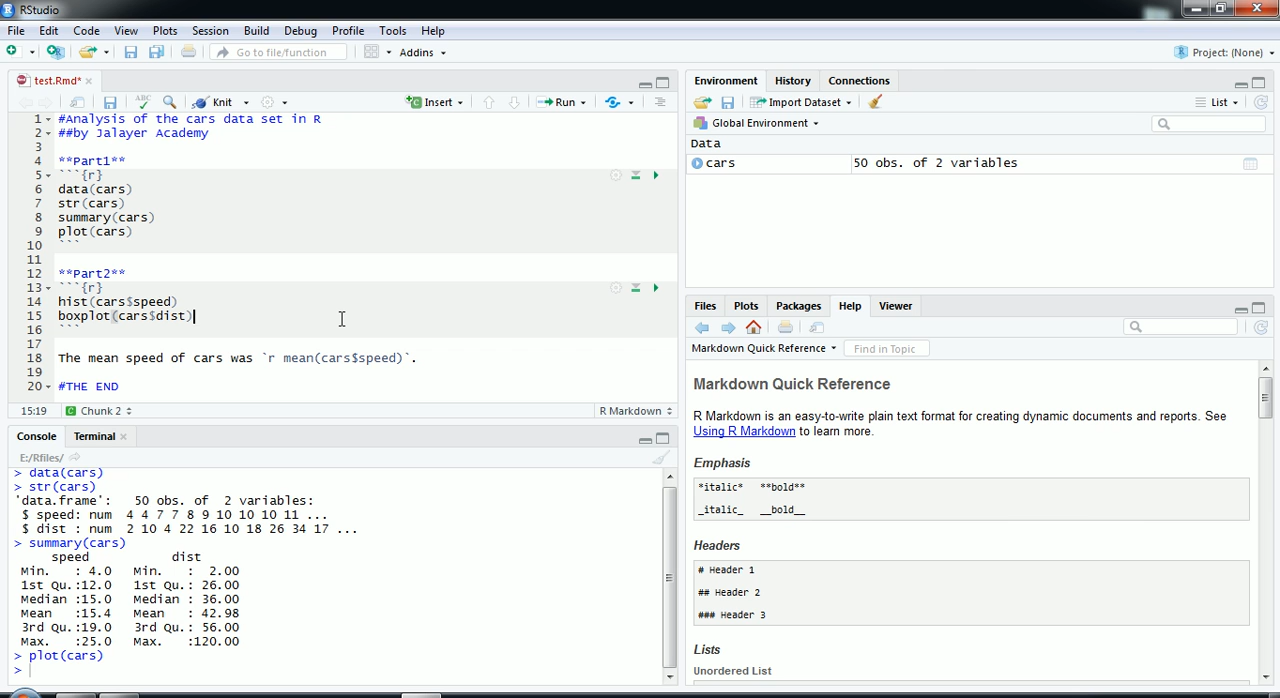 RStudio
File Edit Code View Plots Session Build Debug Profile Tools Help
Go to file/function Addins Project: (None)
test.Rmd*
ABC Knit Insert Run
1 #Analysis of the cars data set in R
2 ##by Jalayer Academy
3
4 **Part1**
5 ```{r}
6 data(cars)
7 str(cars)
8 summary(cars)
9 plot(cars)
10 ```
11
12 **Part2**
13 ```{r}
14 hist(cars$speed)
15 boxplot(cars$dist)
16 ```
17
18 The mean speed of cars was `r mean(cars$speed)`.
19
20 #THE END
15:19 Chunk 2 R Markdown
Console Terminal
E:/Rfiles/
> data(cars)
> str(cars)
'data.frame': 50 obs. of 2 variables:
$ speed: num 4 4 7 7 8 9 10 10 10 11 ...
$ dist : num 2 10 4 22 16 10 18 26 34 17 ...
> summary(cars)
speed dist
Min. : 4.0 Min. : 2.00
1st Qu.:12.0 1st Qu.: 26.00
Median :15.0 Median : 36.00
Mean :15.4 Mean : 42.98
3rd Qu.:19.0 3rd Qu.: 56.00
Max. :25.0 Max. :120.00
> plot(cars)
>
Environment History Connections
Import Dataset List
Global Environment
Data
cars 50 obs. of 2 variables
Files Plots Packages Help Viewer
Markdown Quick Reference Find in Topic
Markdown Quick Reference
R Markdown is an easy-to-write plain text format for creating dynamic documents and reports. See
Using R Markdown to learn more.
Emphasis
*italic* **bold**
_italic_ __bold__
Headers
# Header 1
## Header 2
### Header 3
Lists
Unordered List